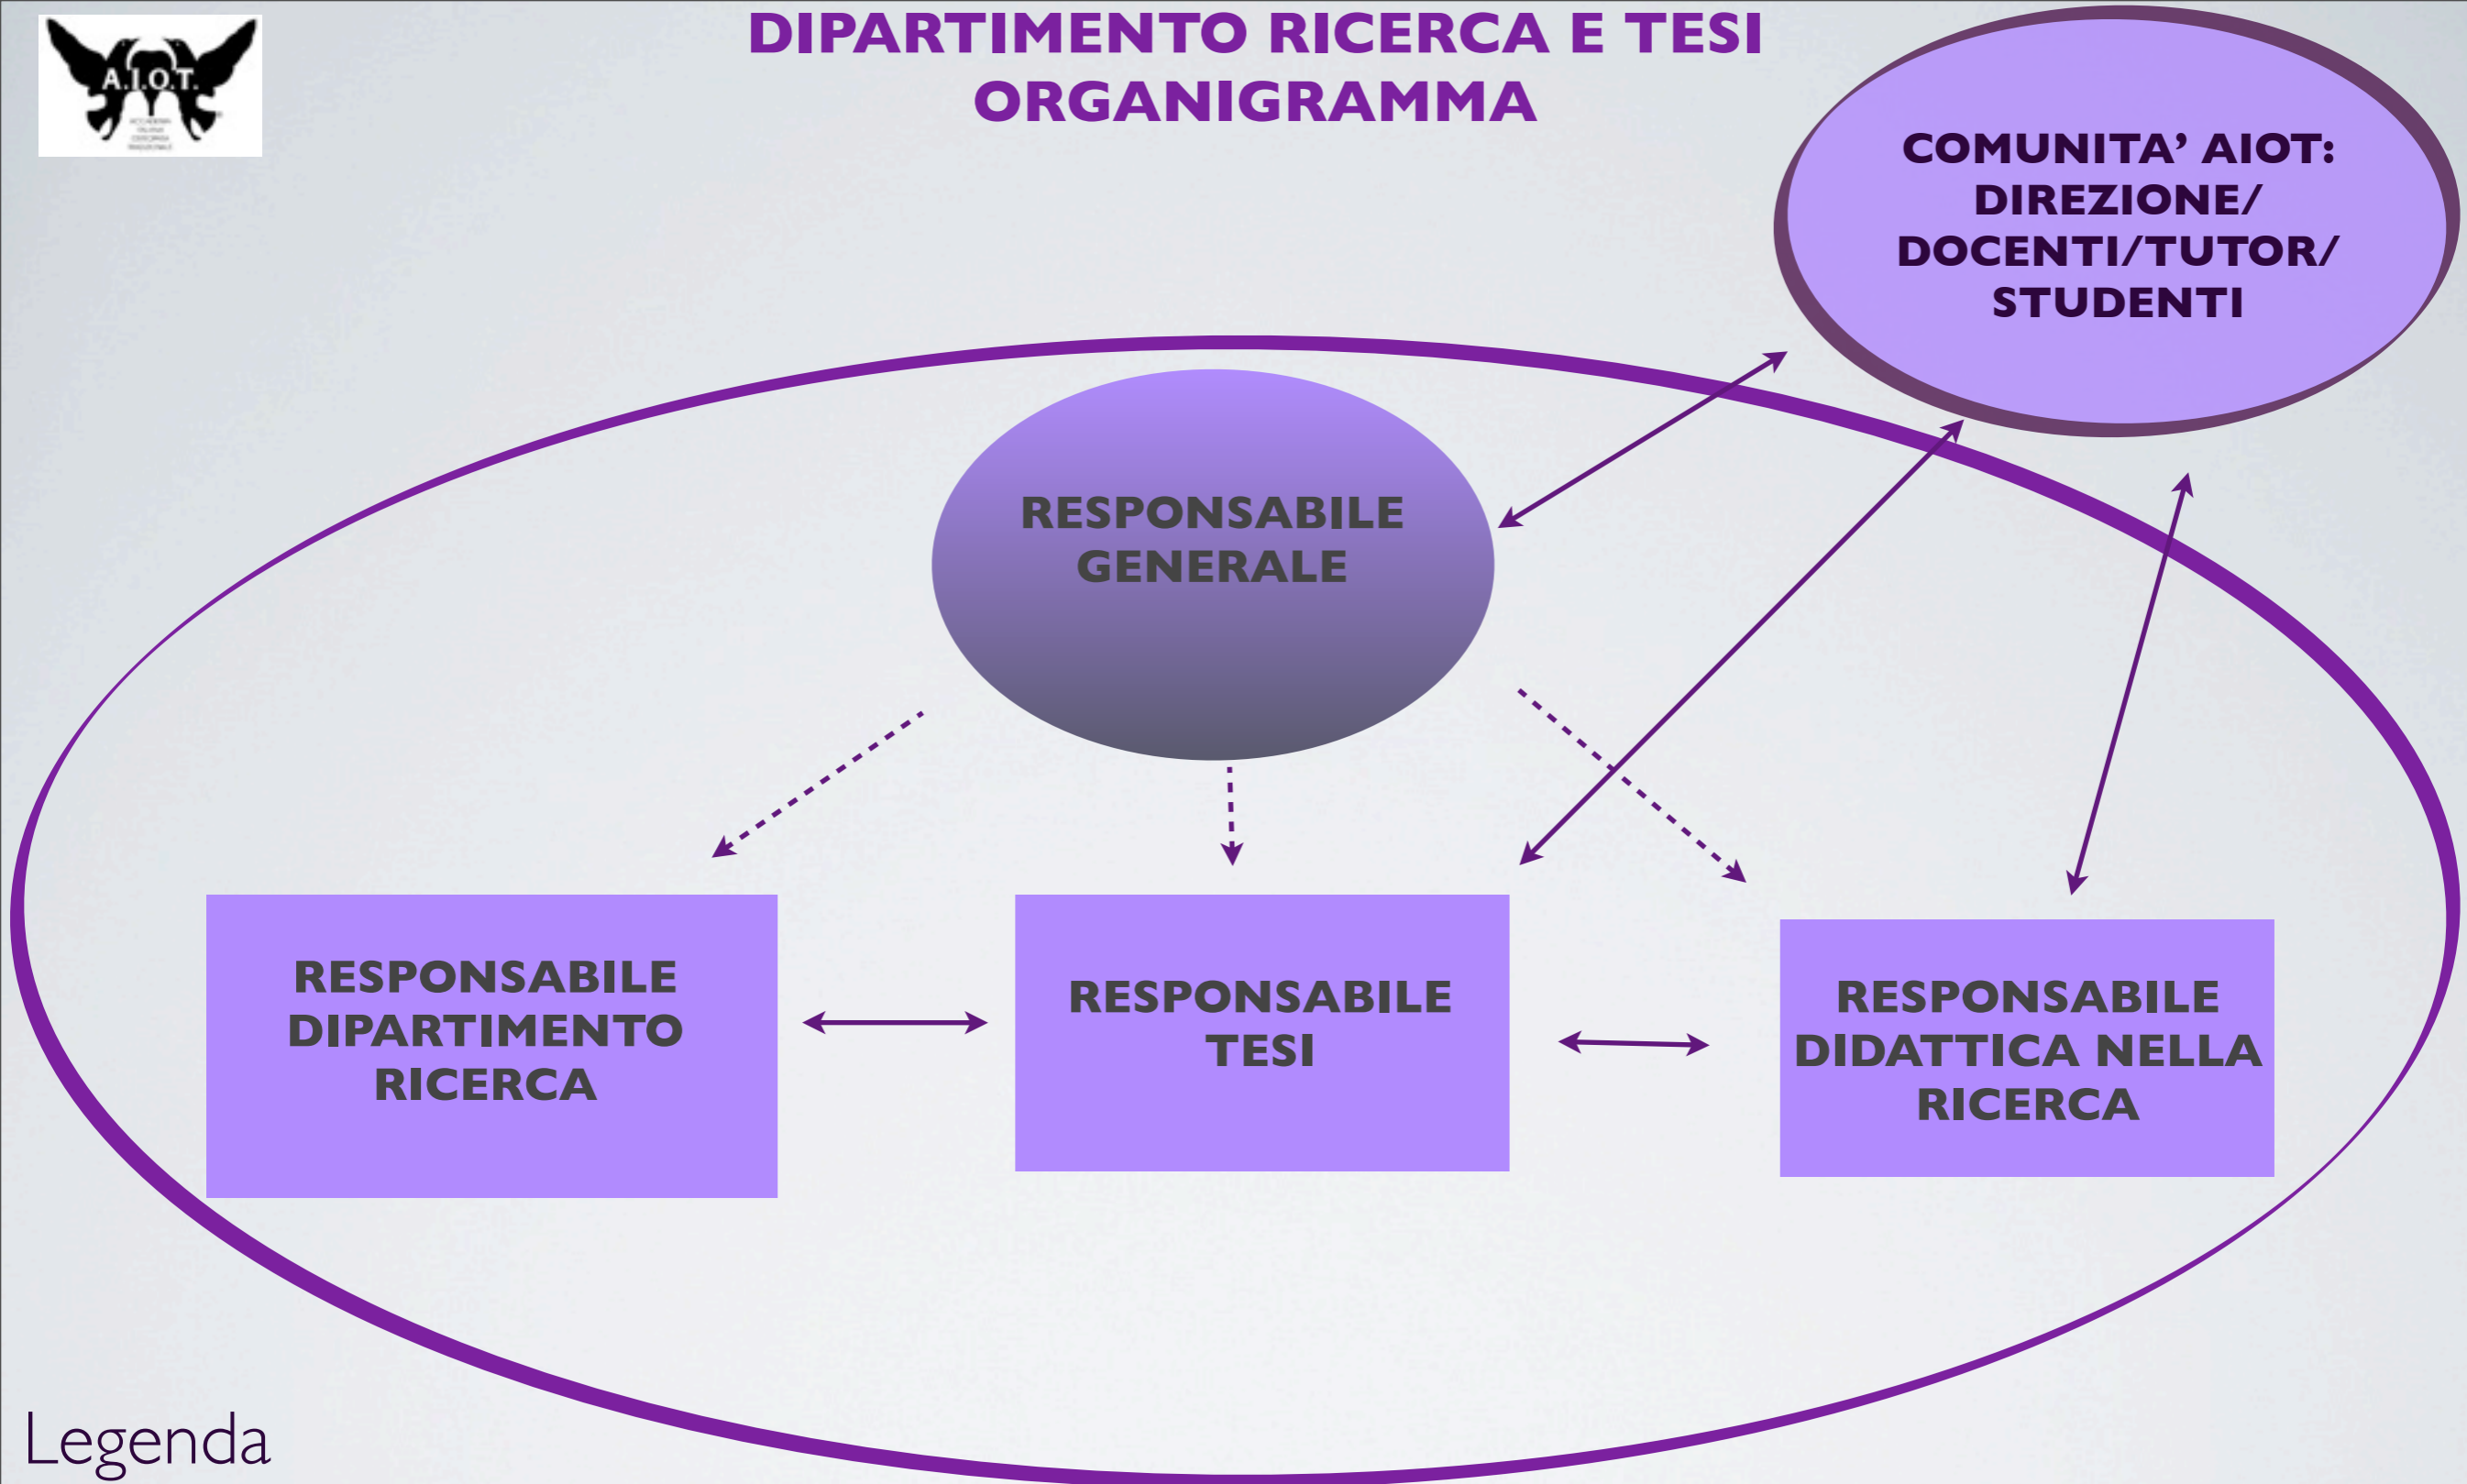 A.I.O.T.
DIPARTIMENTO RICERCA E TESI
ORGANIGRAMMA
COMUNITA’ AIOT:
DIREZIONE/
DOCENTI/TUTOR/
STUDENTI
RESPONSABILE
GENERALE
RESPONSABILE
DIPARTIMENTO
RICERCA
RESPONSABILE
TESI
RESPONSABILE
DIDATTICA NELLA
RICERCA
Legenda